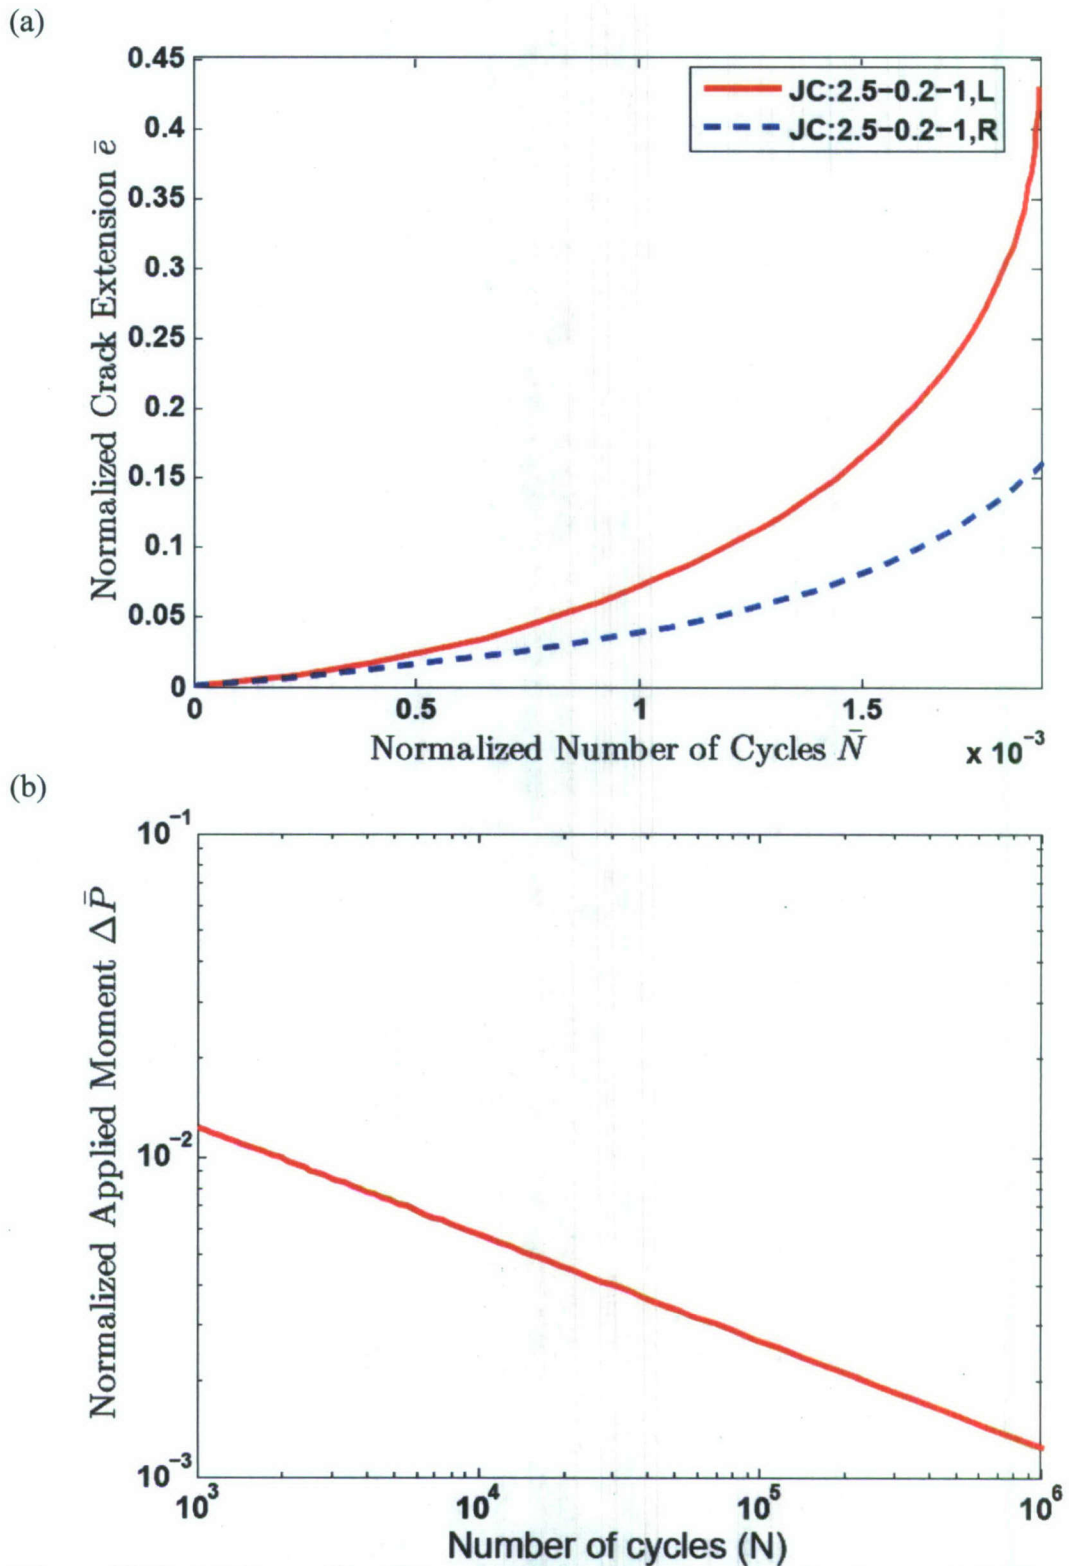 (a)
0.45
0.4
0.35
0.3
0.25
0.2
0.15
0.1
0.05
0
Normalized Crack Extension ē
JC:2.5-0.2-1,L
JC:2.5-0.2-1,R
0 0.5 1 1.5
Normalized Number of Cycles N̄ x 10⁻³
(b)
10⁻¹
10⁻²
10⁻³
Normalized Applied Moment ΔP̄
10³ 10⁴ 10⁵ 10⁶
Number of cycles (N)